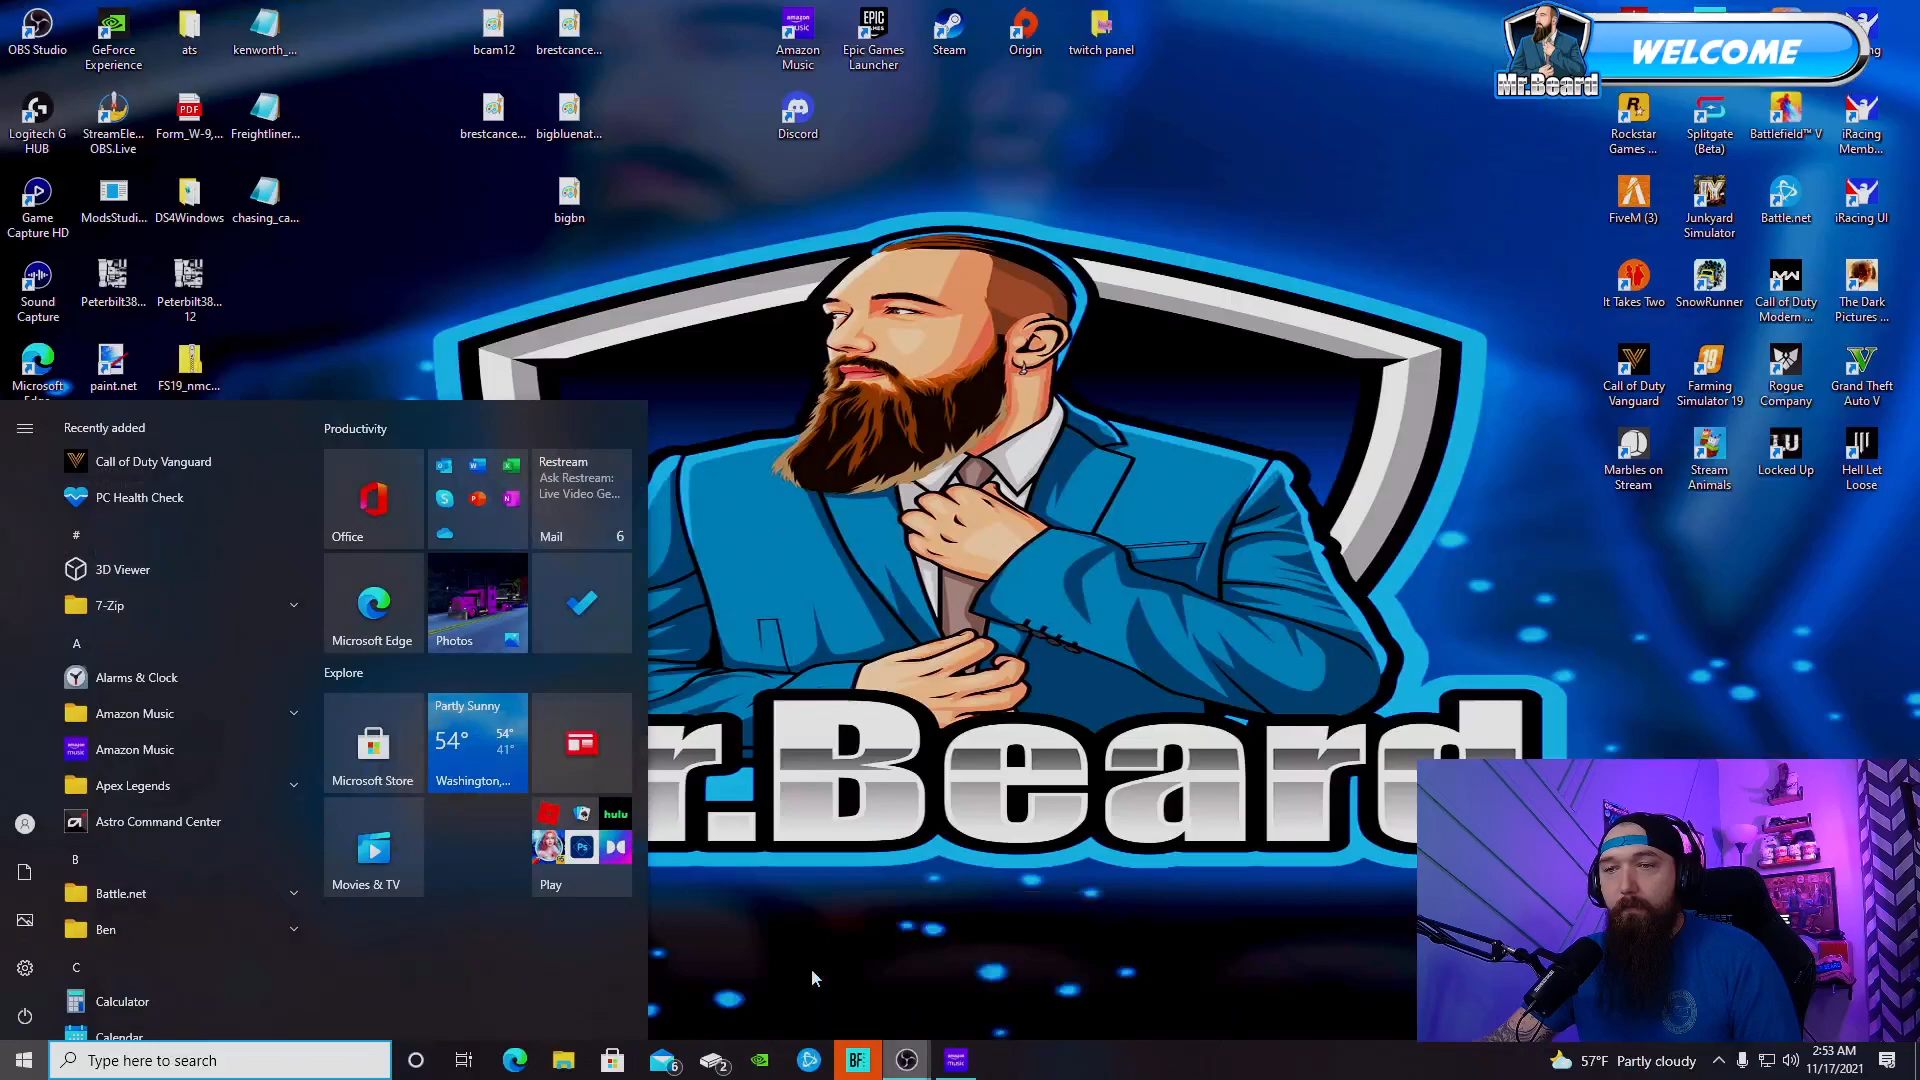 OBS Studio
GeForce
Experience
ats
kenworth_...
bcam12
brestcance...
Amazon
Music
Epic Games
Launcher
Steam
Origin
twitch panel
WELCOME
Mr.Beard
Logitech G
HUB
StreamEle...
OBS.Live
Form_W-9,...
Freightliner...
brestcance...
bigbluenat...
Discord
Rockstar
Games ...
Splitgate
(Beta)
Battlefield™ V
iRacing
Memb...
Game
Capture HD
ModsStudi...
DS4Windows
chasing_ca...
bigbn
FiveM (3)
Junkyard
Simulator
Battle.net
iRacing UI
Sound
Capture
Peterbilt38...
Peterbilt38...
12
It Takes Two
SnowRunner
Call of Duty
Modern ...
The Dark
Pictures ...
Microsoft
Edge
paint.net
FS19_nmc...
Call of Duty
Vanguard
Farming
Simulator 19
Rogue
Company
Grand Theft
Auto V
Marbles on
Stream
Stream
Animals
Locked Up
Hell Let
Loose
Recently added
Call of Duty Vanguard
PC Health Check
#
3D Viewer
7-Zip
A
Alarms & Clock
Amazon Music
Amazon Music
Apex Legends
Astro Command Center
B
Battle.net
Ben
C
Calculator
Calendar
Productivity
Office
Restream
Ask Restream:
Live Video Ge...
Mail 6
Microsoft Edge
Photos
Explore
Microsoft Store
Partly Sunny
54° 54°
41°
Washington,...
Movies & TV
hulu
Ps
Play
r.Beard
Type here to search
6
2
BF
57°F Partly cloudy
2:53 AM
11/17/2021